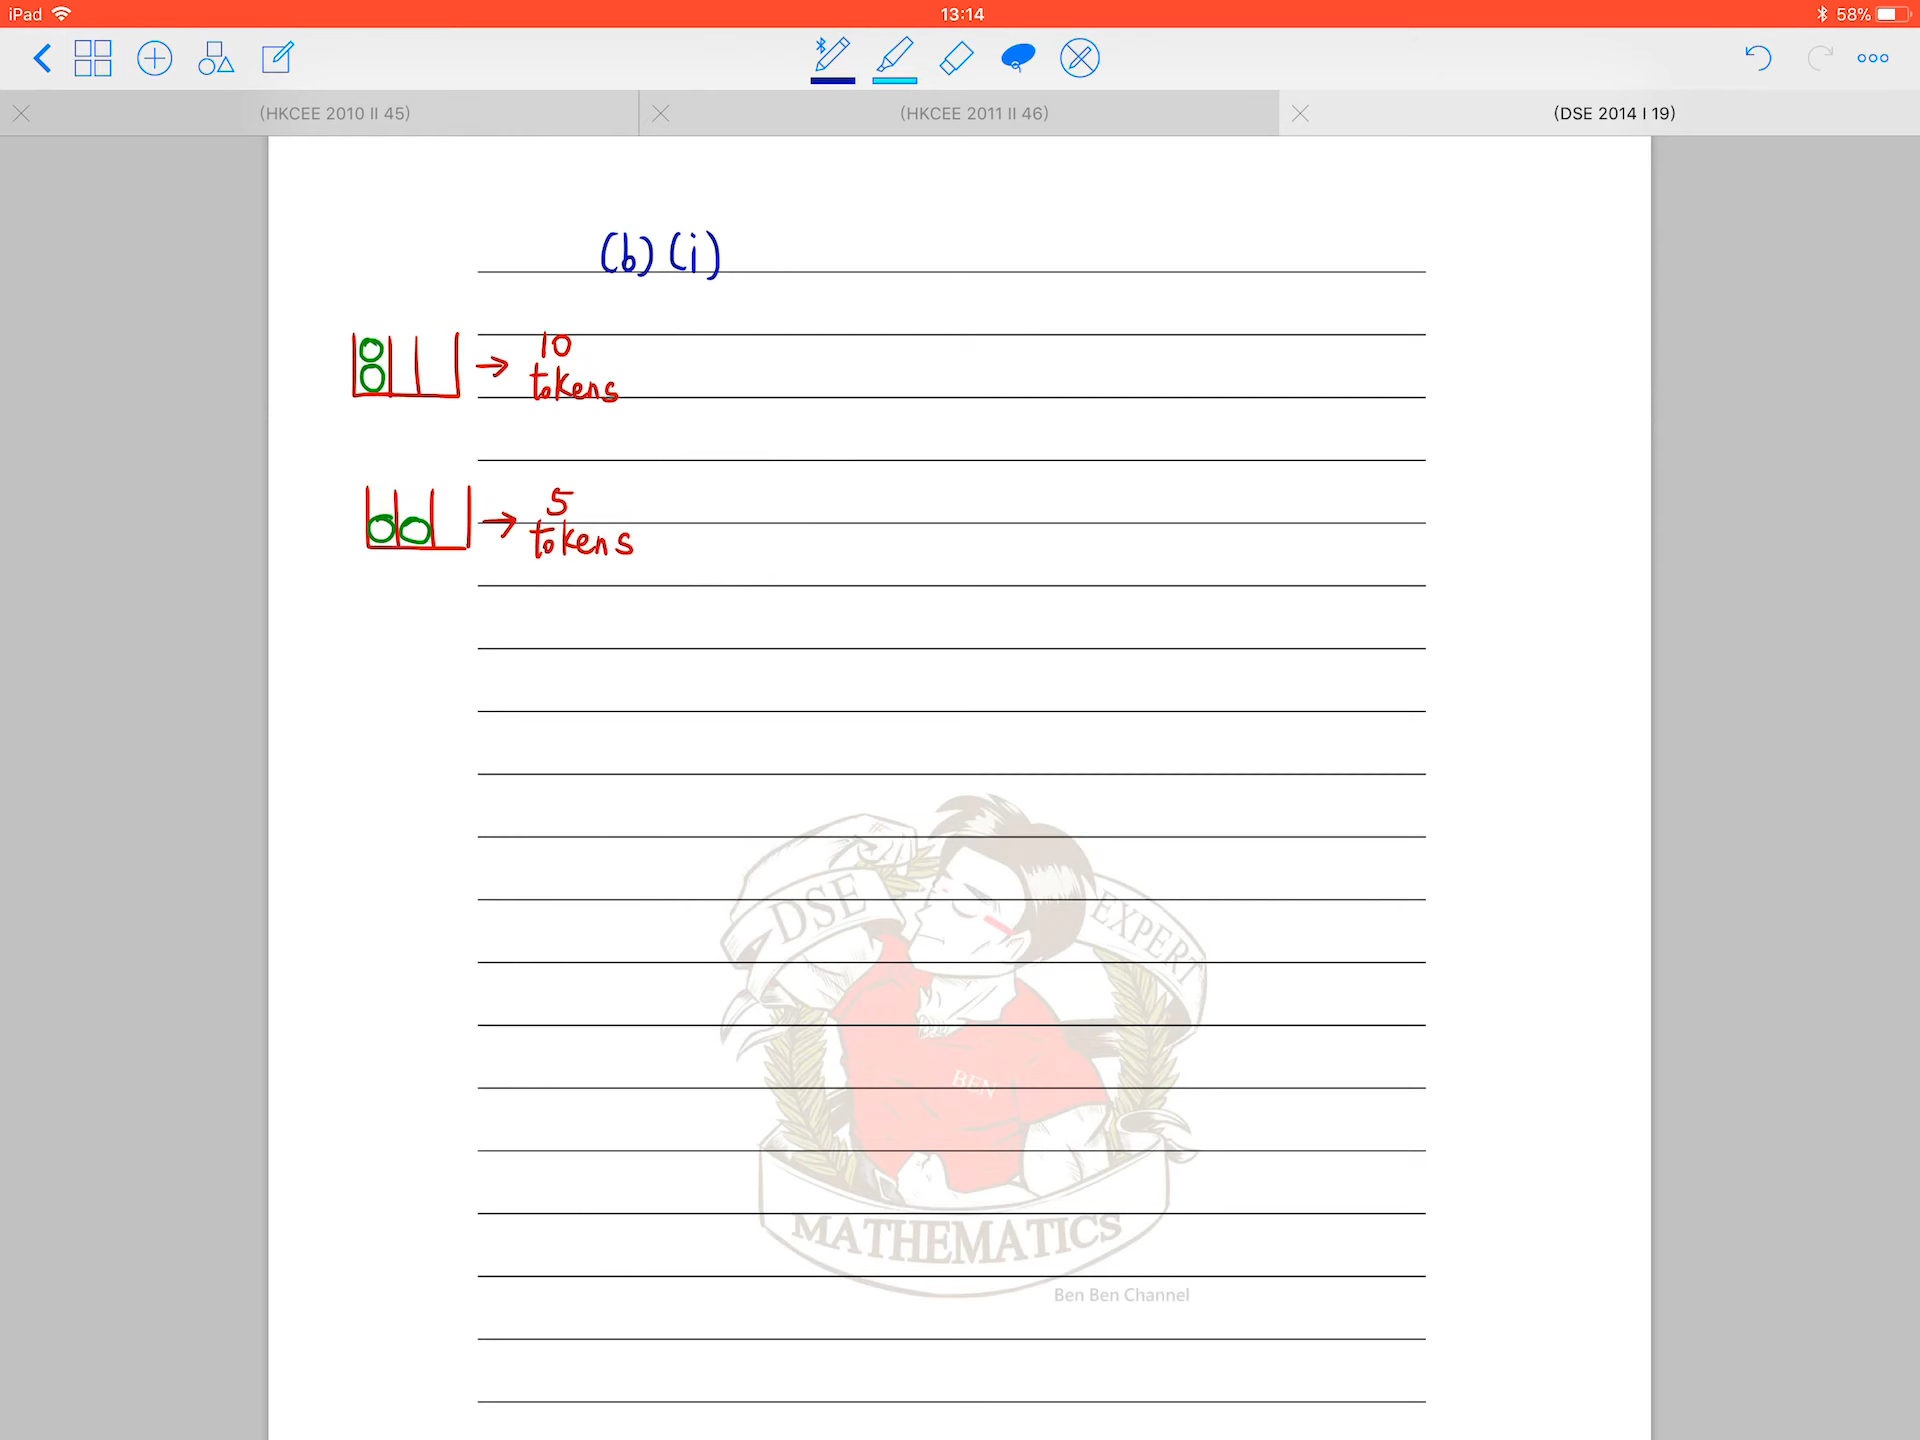 iPad 13:14 58%
(HKCEE 2010 II 45) (HKCEE 2011 II 46) (DSE 2014 I 19)
(b) (i)
→ 10
tokens
→ 5
tokens
DSE EXPERT
BEN
MATHEMATICS
Ben Ben Channel